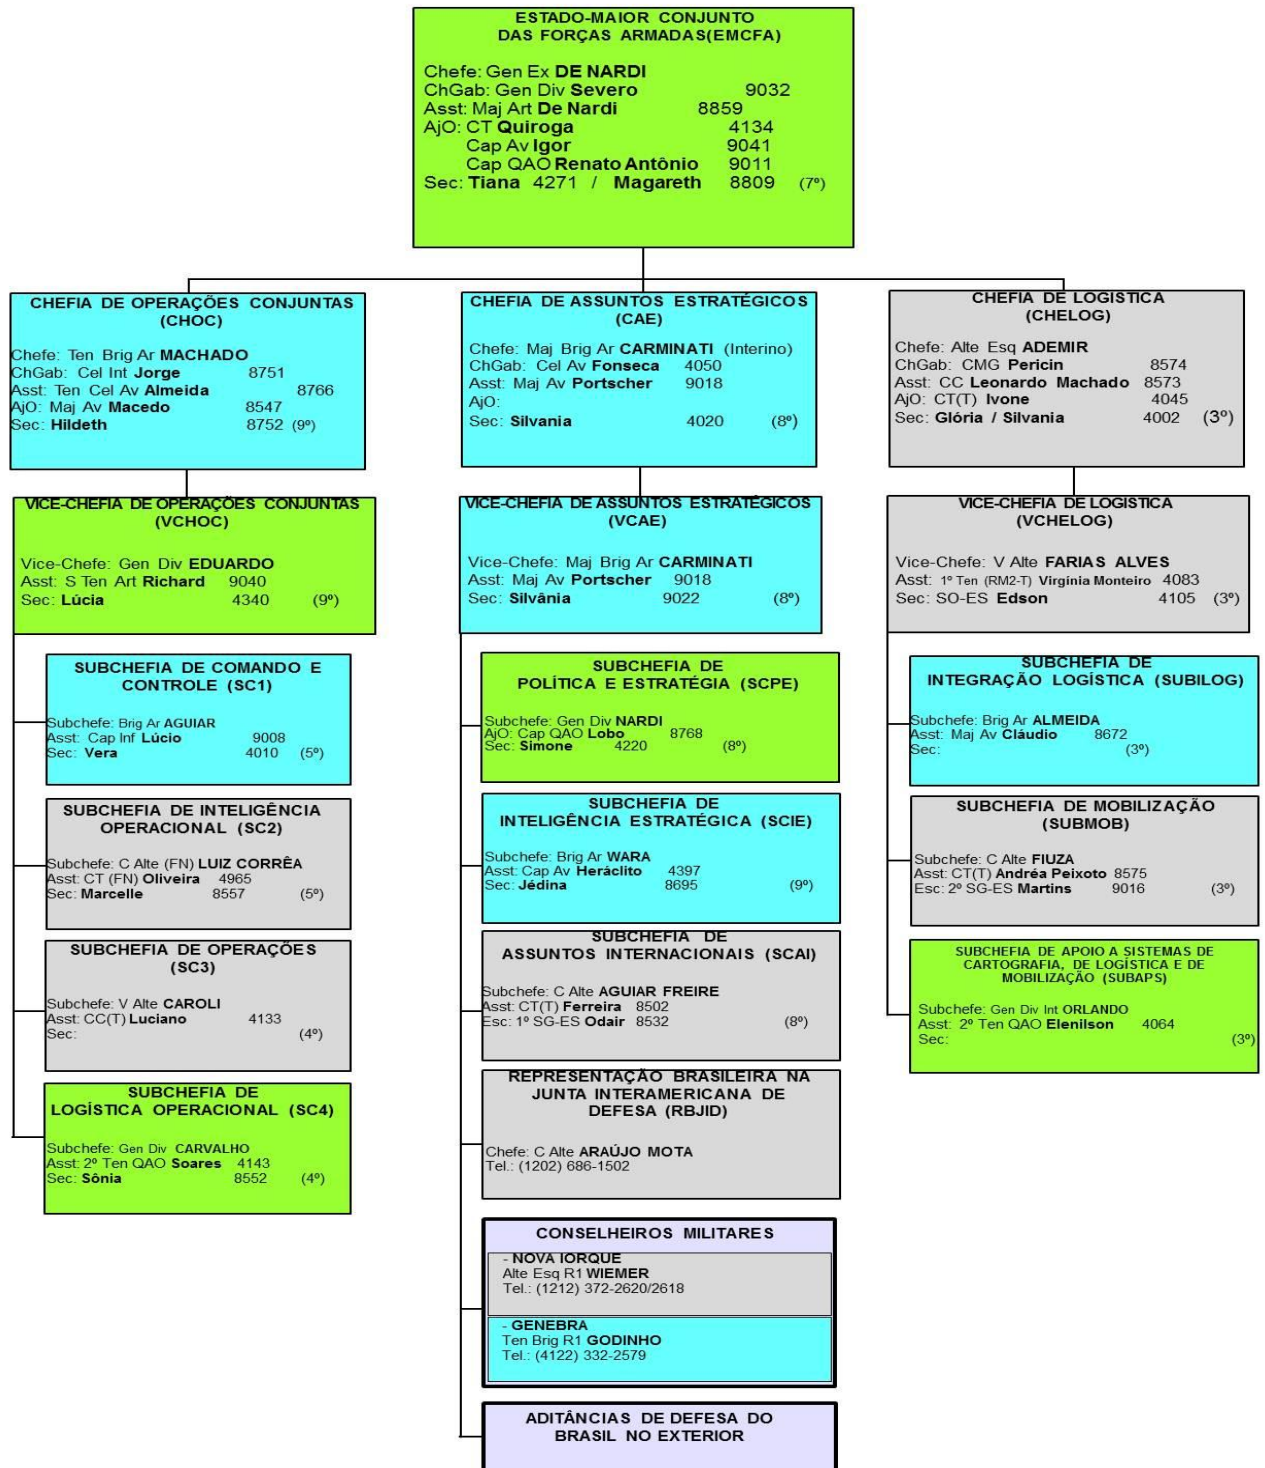 ESTADO-MAIOR CONJUNTO
DAS FORÇAS ARMADAS(EMCFA)
Chefe: Gen Ex DE NARDI
ChGab: Gen Div Severo 9032
Asst: Maj Art De Nardi 8859
AjO: CT Quiroga 4134
Cap Av Igor 9041
Cap QAO Renato Antônio 9011
Sec: Tiana 4271 / Magareth 8809 (7º)
CHEFIA DE OPERAÇÕES CONJUNTAS
(CHOC)
Chefe: Ten Brig Ar MACHADO
ChGab: Cel Int Jorge 8751
Asst: Ten Cel Av Almeida 8766
AjO: Maj Av Macedo 8547
Sec: Hildeth 8752 (9º)
VICE-CHEFIA DE OPERAÇÕES CONJUNTAS
(VCHOC)
Vice-Chefe: Gen Div EDUARDO
Asst: S Ten Art Richard 9040
Sec: Lúcia 4340 (9º)
SUBCHEFIA DE COMANDO E
CONTROLE (SC1)
Subchefe: Brig Ar AGUIAR
Asst: Cap Inf Lúcio 9008
Sec: Vera 4010 (5º)
SUBCHEFIA DE INTELIGÊNCIA
OPERACIONAL (SC2)
Subchefe: C Alte (FN) LUIZ CORRÊA
Asst: CT (FN) Oliveira 4965
Sec: Marcelle 8557 (5º)
SUBCHEFIA DE OPERAÇÕES
(SC3)
Subchefe: V Alte CAROLI
Asst: CC(T) Luciano 4133
Sec: (4º)
SUBCHEFIA DE
LOGÍSTICA OPERACIONAL (SC4)
Subchefe: Gen Div CARVALHO
Asst: 2º Ten QAO Soares 4143
Sec: Sônia 8552 (4º)
CHEFIA DE ASSUNTOS ESTRATÉGICOS
(CAE)
Chefe: Maj Brig Ar CARMINATI (Interino)
ChGab: Cel Av Fonseca 4050
Asst: Maj Av Portscher 9018
AjO:
Sec: Silvania 4020 (8º)
VICE-CHEFIA DE ASSUNTOS ESTRATÉGICOS
(VCAE)
Vice-Chefe: Maj Brig Ar CARMINATI
Asst: Maj Av Portscher 9018
Sec: Silvânia 9022 (8º)
SUBCHEFIA DE
POLÍTICA E ESTRATÉGIA (SCPE)
Subchefe: Gen Div NARDI
AjO: Cap QAO Lobo 8768
Sec: Simone 4220 (8º)
SUBCHEFIA DE
INTELIGÊNCIA ESTRATÉGICA (SCIE)
Subchefe: Brig Ar WARA
Asst: Cap Av Heráclito 4397
Sec: Jédina 8695 (9º)
SUBCHEFIA DE
ASSUNTOS INTERNACIONAIS (SCAI)
Subchefe: C Alte AGUIAR FREIRE
Asst: CT(T) Ferreira 8502
Esc: 1º SG-ES Odair 8532 (8º)
REPRESENTAÇÃO BRASILEIRA NA
JUNTA INTERAMERICANA DE
DEFESA (RBJID)
Chefe: C Alte ARAÚJO MOTA
Tel.: (1202) 686-1502
CONSELHEIROS MILITARES
- NOVA IORQUE
Alte Esq R1 WIEMER
Tel.: (1212) 372-2620/2618
- GENEBRA
Ten Brig R1 GODINHO
Tel.: (4122) 332-2579
ADITÂNCIAS DE DEFESA DO
BRASIL NO EXTERIOR
CHEFIA DE LOGISTICA
(CHELOG)
Chefe: Alte Esq ADEMIR
ChGab: CMG Pericin 8574
Asst: CC Leonardo Machado 8573
AjO: CT(T) Ivone 4045
Sec: Glória / Silvania 4002 (3º)
VICE-CHEFIA DE LOGISTICA
(VCHELOG)
Vice-Chefe: V Alte FARIAS ALVES
Asst: 1º Ten (RM2-T) Virgínia Monteiro 4083
Sec: SO-ES Edson 4105 (3º)
SUBCHEFIA DE
INTEGRAÇÃO LOGÍSTICA (SUBILOG)
Subchefe: Brig Ar ALMEIDA
Asst: Maj Av Cláudio 8672
Sec: (3º)
SUBCHEFIA DE MOBILIZAÇÃO
(SUBMOB)
Subchefe: C Alte FIUZA
Asst: CT(T) Andréa Peixoto 8575
Esc: 2º SG-ES Martins 9016 (3º)
SUBCHEFIA DE APOIO A SISTEMAS DE
CARTOGRAFIA, DE LOGÍSTICA E DE
MOBILIZAÇÃO (SUBAPS)
Subchefe: Gen Div Int ORLANDO
Asst: 2º Ten QAO Elenilson 4064
Sec: (3º)